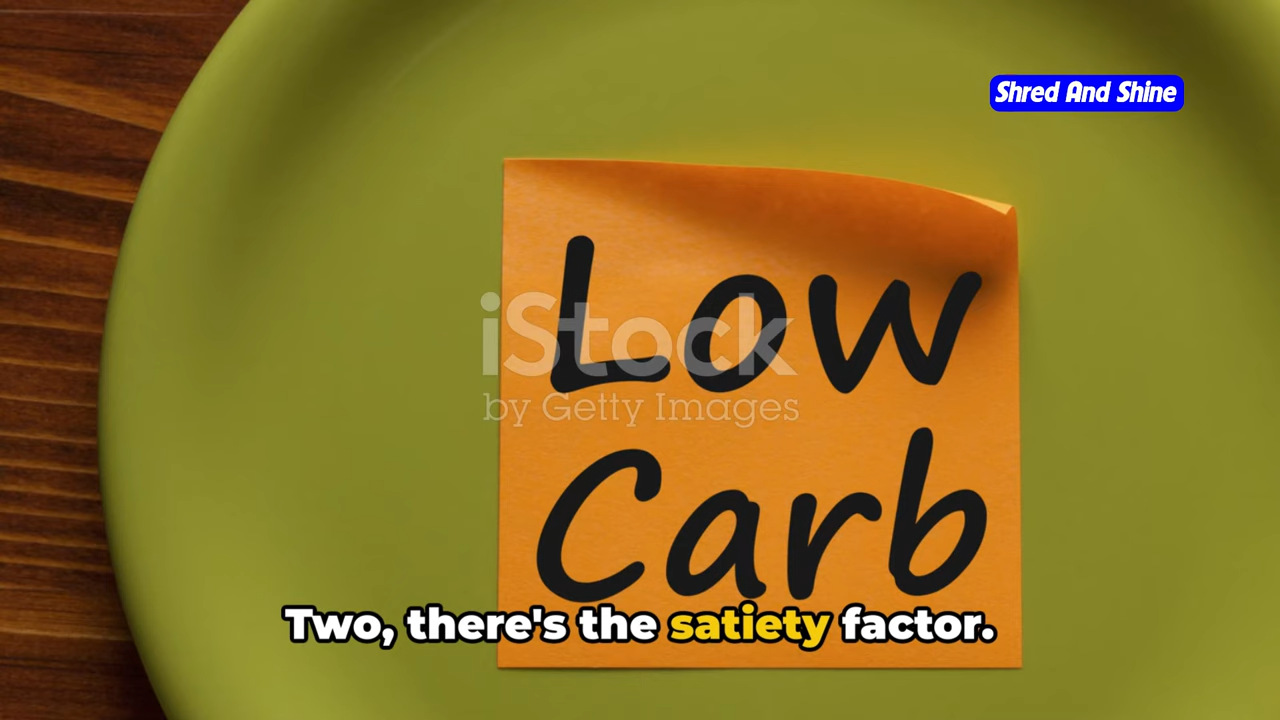 Shred And Shine
Low
iStock
by Getty Images
Carb
Two, there's the satiety factor.